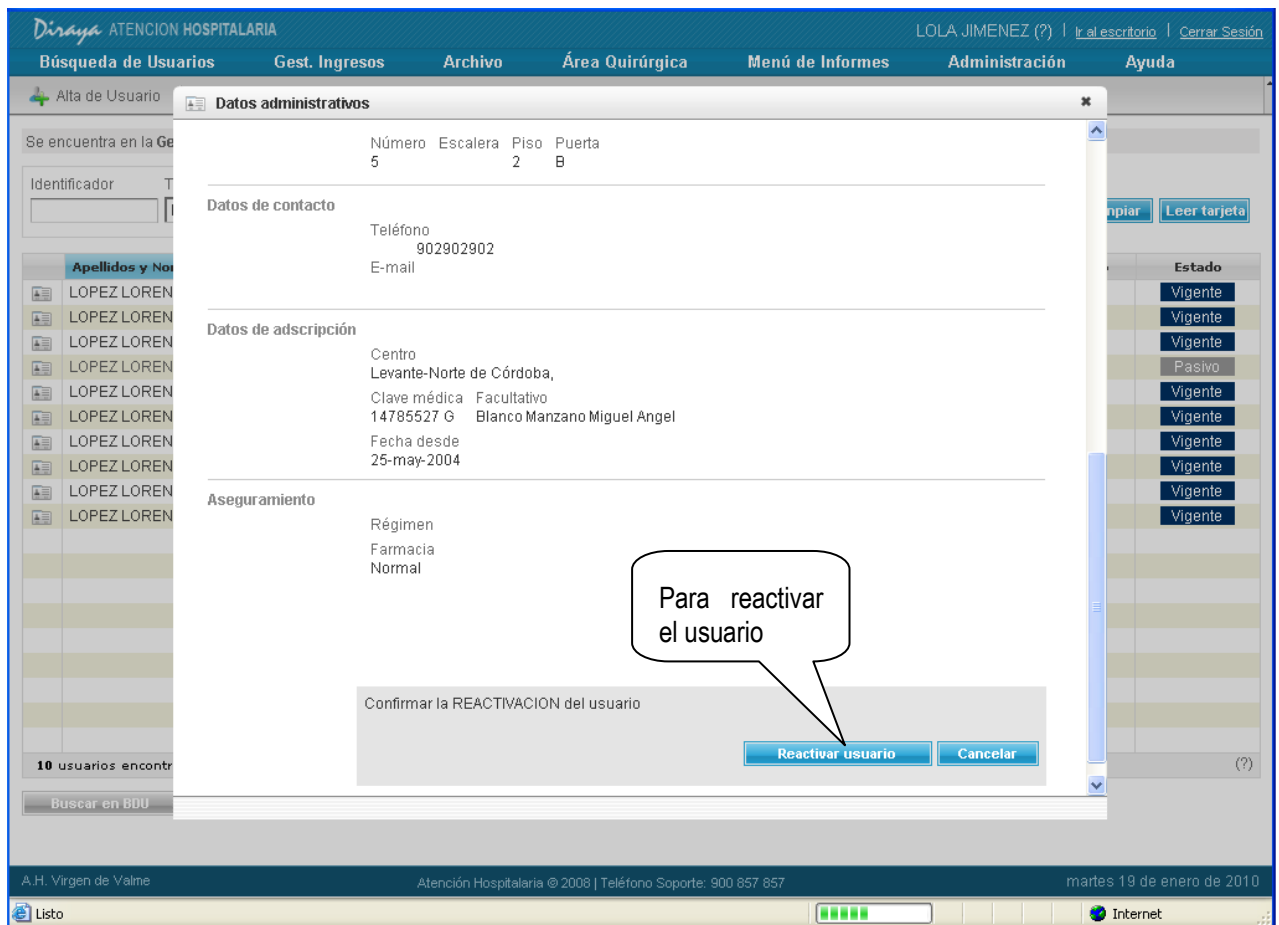 Diraya ATENCION HOSPITALARIA LOLA JIMENEZ (?) | Ir al escritorio | Cerrar Sesión
Búsqueda de Usuarios Gest. Ingresos Archivo Área Quirúrgica Menú de Informes Administración Ayuda
Alta de Usuario
Datos administrativos
Se encuentra en la
Número Escalera Piso Puerta
5 2 B
Identificador
Datos de contacto
Leer tarjeta
Teléfono
902902902
E-mail
Apellidos y Estado
LOPEZ LOREN Vigente
LOPEZ LOREN Vigente
Datos de adscripción
LOPEZ LOREN Vigente
Centro
LOPEZ LOREN Pasivo
Levante-Norte de Córdoba,
LOPEZ LOREN Vigente
Clave médica Facultativo
LOPEZ LOREN Vigente
14785527 G Blanco Manzano Miguel Angel
LOPEZ LOREN Vigente
Fecha desde
25-may-2004
LOPEZ LOREN Vigente
LOPEZ LOREN Vigente
Aseguramiento
LOPEZ LOREN Vigente
Régimen
Farmacia
Normal
Para reactivar
el usuario
Confirmar la REACTIVACION del usuario
Reactivar usuario Cancelar
10 usuarios encontr (?)
Buscar en BDU
A.H. Virgen de Valme Atención Hospitalaria @ 2008 | Teléfono Soporte: 900 857 857 martes 19 de enero de 2010
Listo Internet